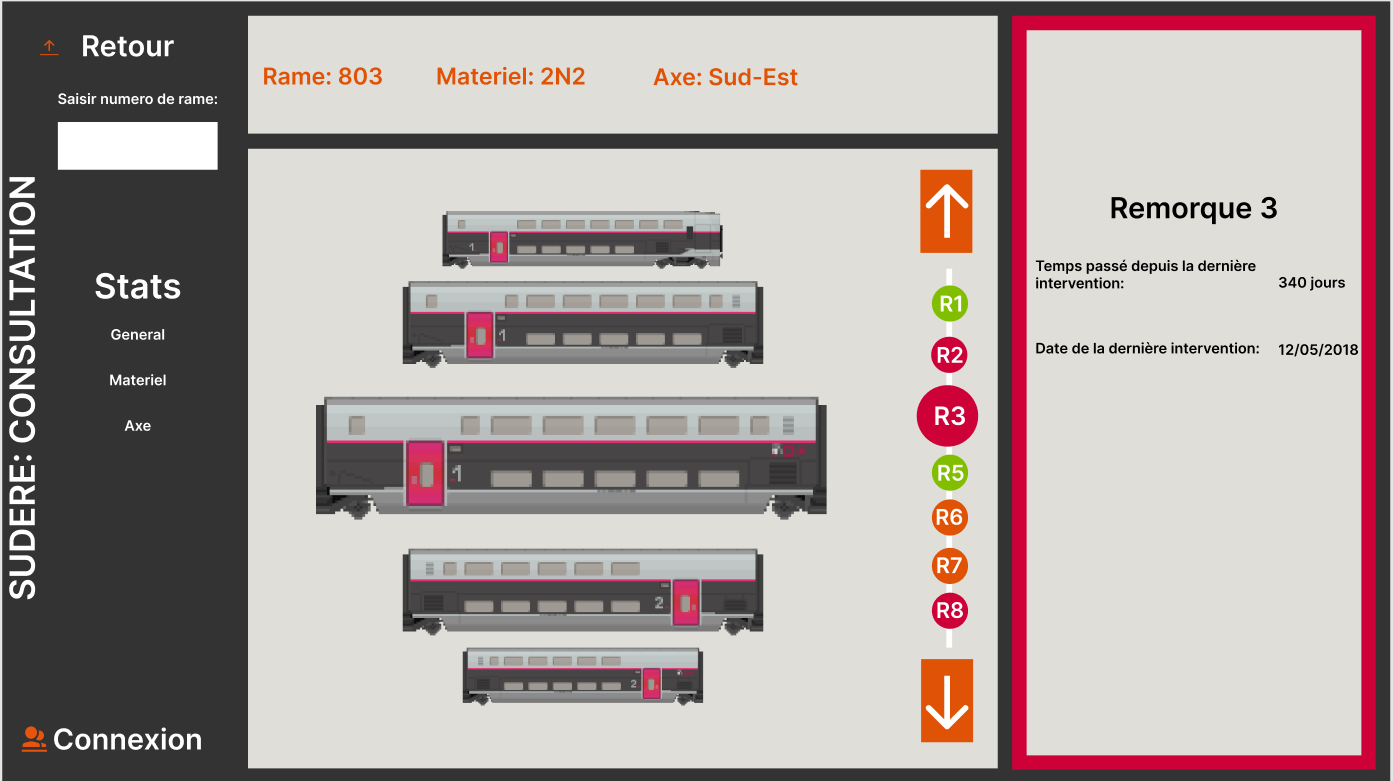 Retour
Saisir numero de rame:
SUDERE: CONSULTATION
Stats
General
Materiel
Axe
Connexion
Rame: 803
Materiel: 2N2
Axe: Sud-Est
1
1
1
2
2
R1
R2
R3
R5
R6
R7
R8
Remorque 3
Temps passé depuis la dernière
intervention:
340 jours
Date de la dernière intervention:
12/05/2018